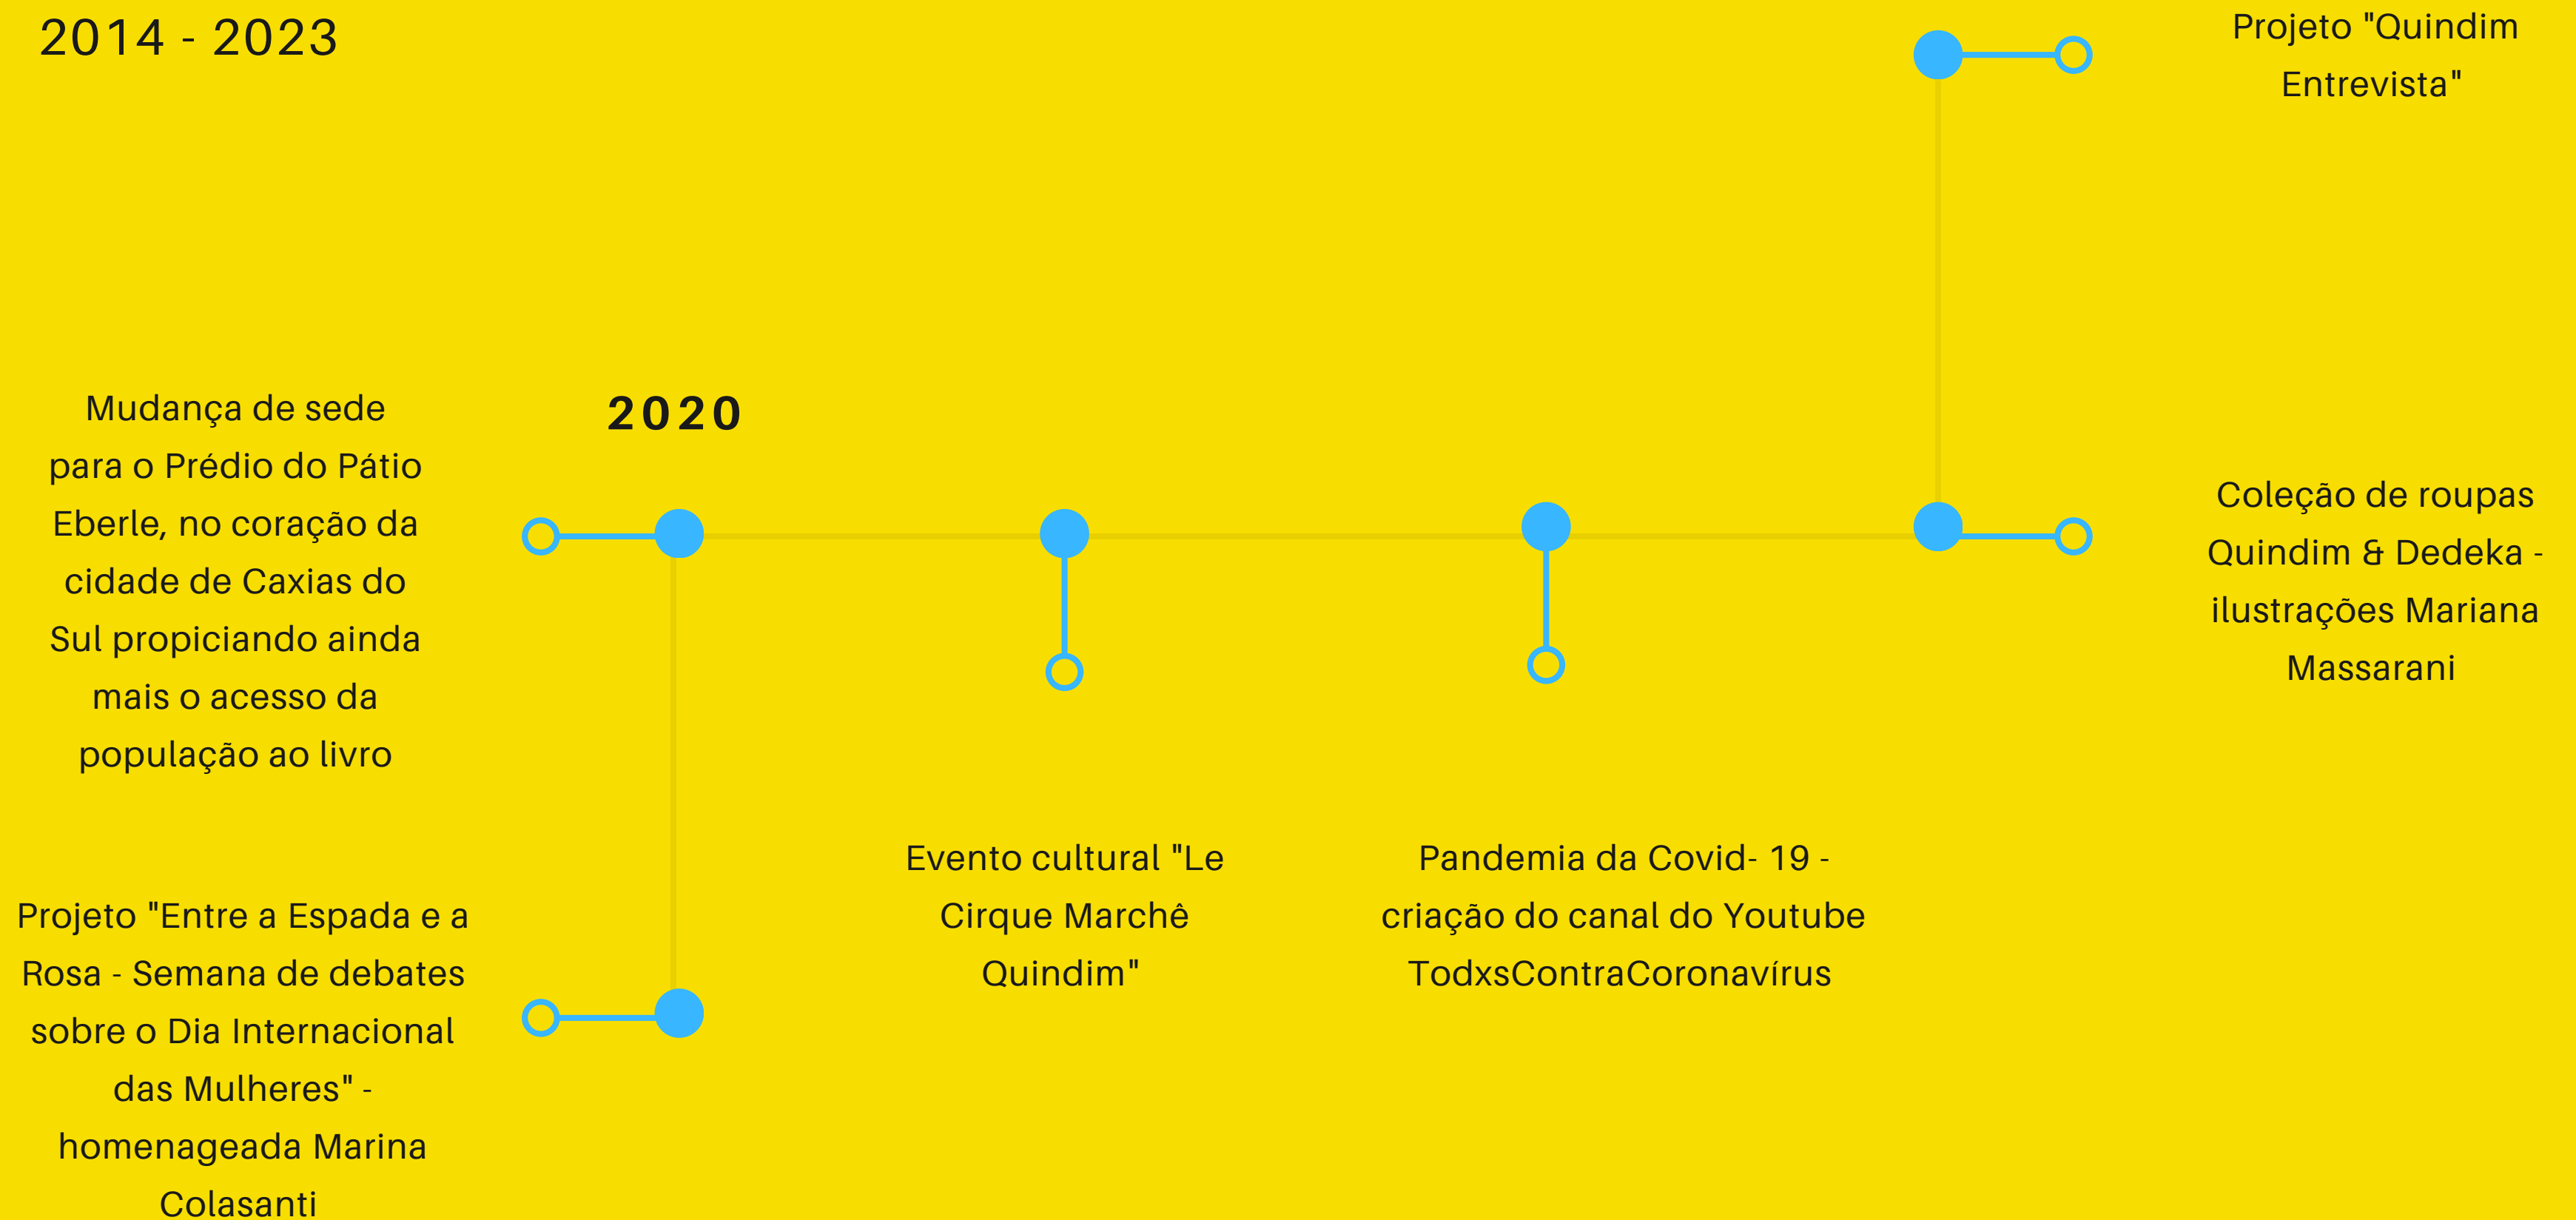 2014 - 2023
Projeto "Quindim
Entrevista"
Mudança de sede
para o Prédio do Pátio
Eberle, no coração da
cidade de Caxias do
Sul propiciando ainda
mais o acesso da
população ao livro
2020
Coleção de roupas
Quindim & Dedeka -
ilustrações Mariana
Massarani
Projeto "Entre a Espada e a
Rosa - Semana de debates
sobre o Dia Internacional
das Mulheres" -
homenageada Marina
Colasanti
Evento cultural "Le
Cirque Marchê
Quindim"
Pandemia da Covid- 19 -
criação do canal do Youtube
TodxsContraCoronavírus